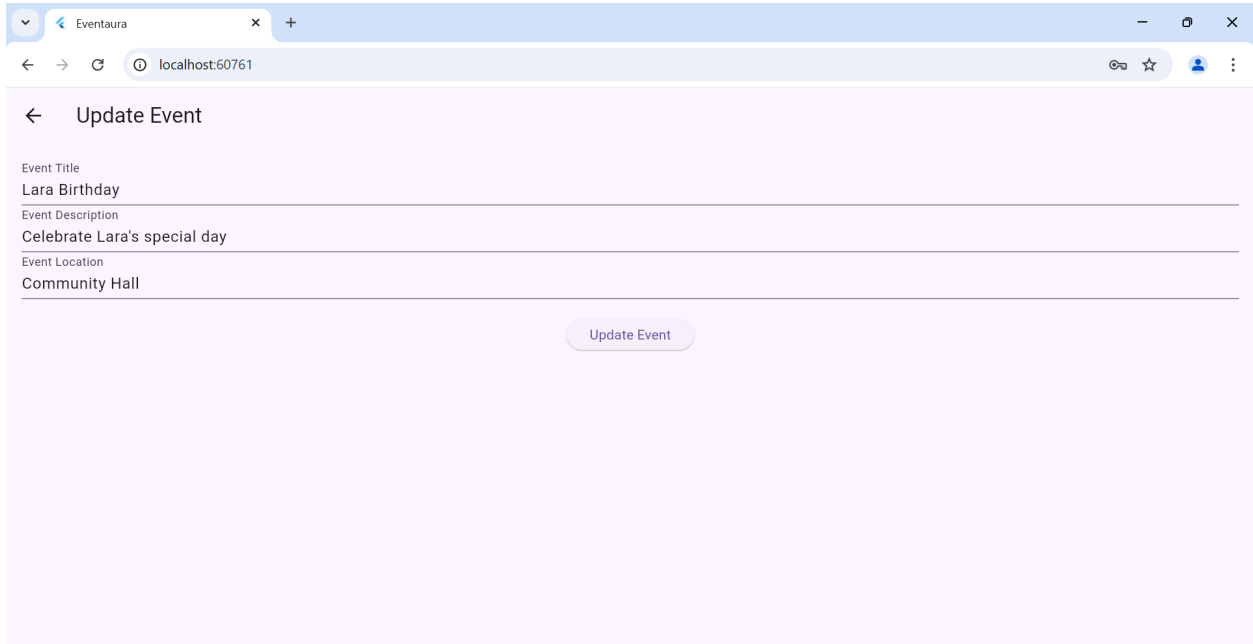 Eventaura
localhost:60761
Update Event
Event Title
Lara Birthday
Event Description
Celebrate Lara's special day
Event Location
Community Hall
Update Event